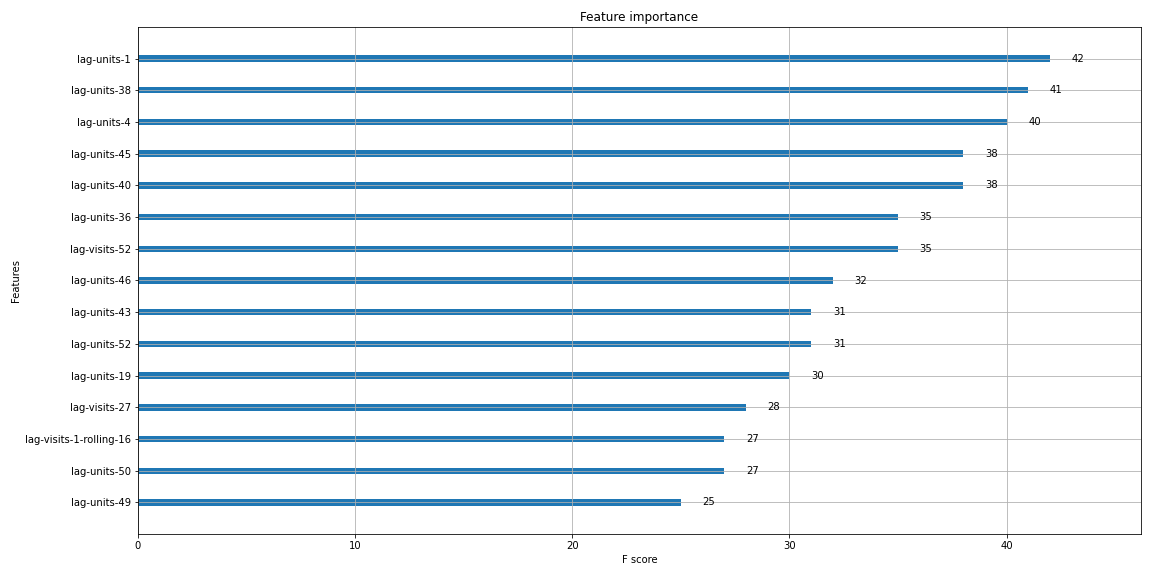 Feature importance
lag-units-1 42
lag-units-38 41
lag-units-4 40
lag-units-45 38
lag-units-40 38
lag-units-36 35
lag-visits-52 35
lag-units-46 32
lag-units-43 31
lag-units-52 31
lag-units-19 30
lag-visits-27 28
lag-visits-1-rolling-16 27
lag-units-50 27
lag-units-49 25
Features
0 10 20 30 40
F score